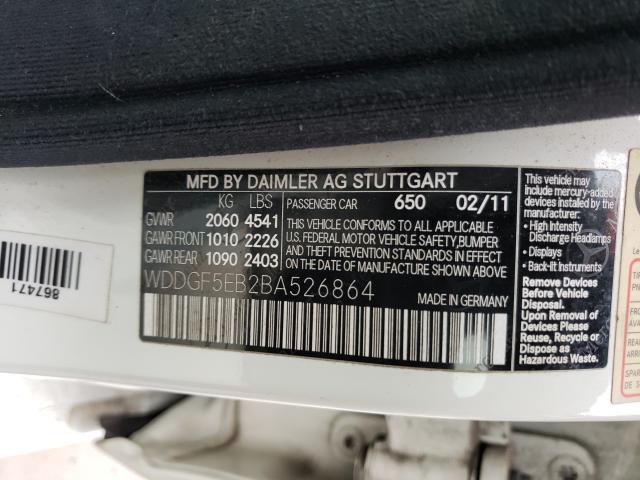 MFD BY DAIMLER AG STUTTGART
KG LBS
GVWR 2060 4541
GAWR FRONT 1010 2226
GAWR REAR 1090 2403
PASSENGER CAR 650 02/11
THIS VEHICLE CONFORMS TO ALL APPLICABLE
U.S. FEDERAL MOTOR VEHICLE SAFETY, BUMPER
AND THEFT PREVENTION STANDARDS IN EFFECT
ON THE DATE OF MANUFACTURE SHOWN ABOVE.
WDDGF5EB2BA526864
MADE IN GERMANY
This vehicle may
include mercury-added
devices installed by the
manufacturer:
• High Intensity
Discharge Headlamps
• Displays
• Back-lit Instruments
Remove Devices
Before Vehicle
Disposal.
Upon Removal of
Devices Please
Reuse, Recycle or
Dispose as
Hazardous Waste.
867471